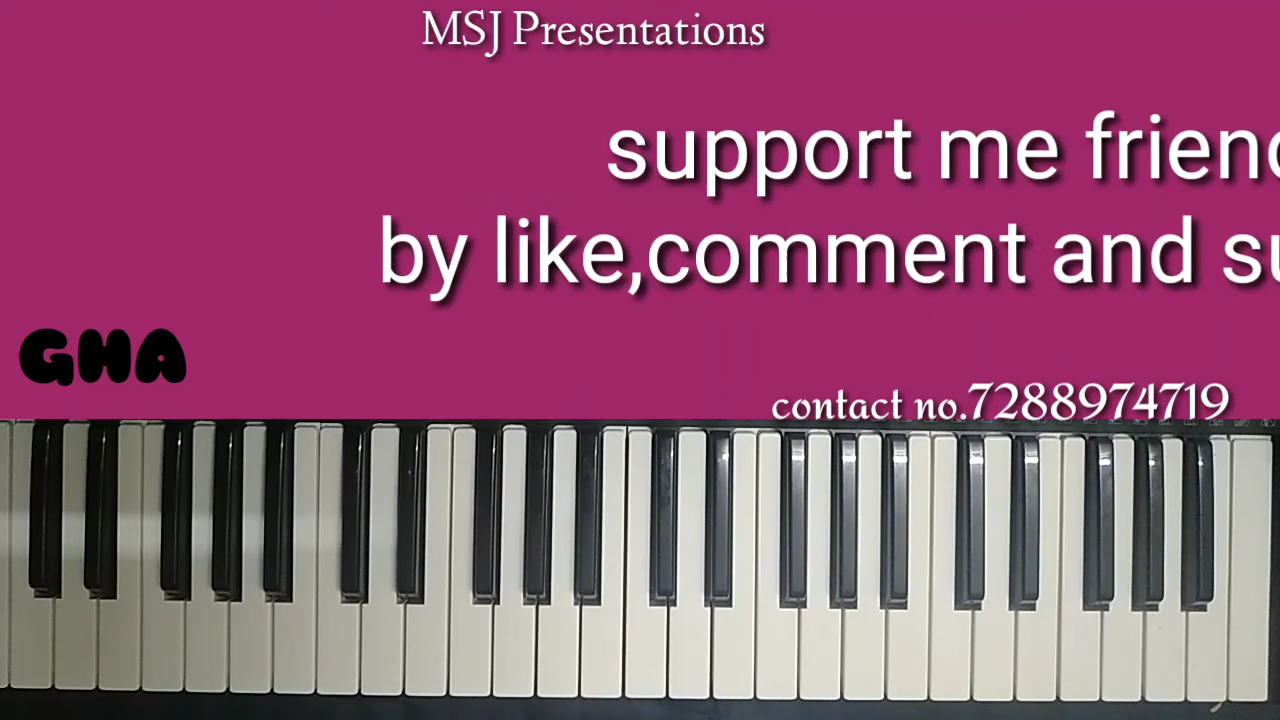 MSJ Presentations
support me frien
by like,comment and su
GHA
contact no.7288974719